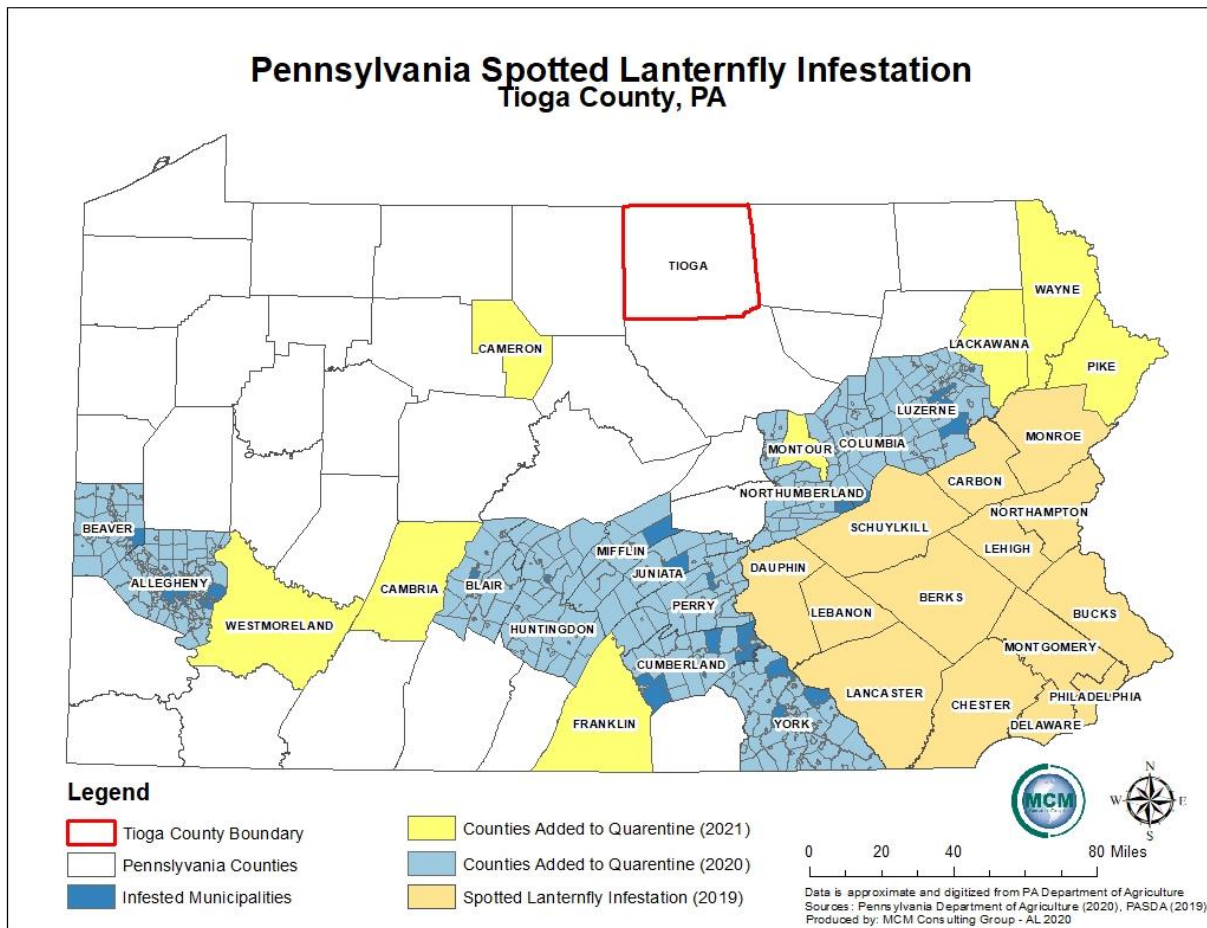 Pennsylvania Spotted Lanternfly Infestation
Tioga County, PA
TIOGA
WAYNE
CAMERON
LACKAWANA
PIKE
LUZERNE
MONROE
MONTOUR
COLUMBIA
CARBON
NORTHUMBERLAND
NORTHAMPTON
BEAVER
SCHUYLKILL
MIFFLIN
LEHIGH
DAUPHIN
ALLEGHENY
JUNIATA
BLAIR
CAMBRIA
BERKS
PERRY
LEBANON
BUCKS
WESTMORELAND
HUNTINGDON
MONTGOMERY
CUMBERLAND
LANCASTER
PHILADELPHIA
CHESTER
FRANKLIN
YORK
DELAWARE
Legend
Tioga County Boundary
Pennslyvania Counties
Infested Municipalities
Counties Added to Quarentine (2021)
Counties Added to Quarentine (2020)
Spotted Lanternfly Infestation (2019)
MCM
N
W E
S
0 20 40 80 Miles
Data is approximate and digitized from PA Department of Agriculture
Sources: Pennsylvania Department of Agriculture (2020), PASDA (2019)
Produced by: MCM Consulting Group - AL 2020